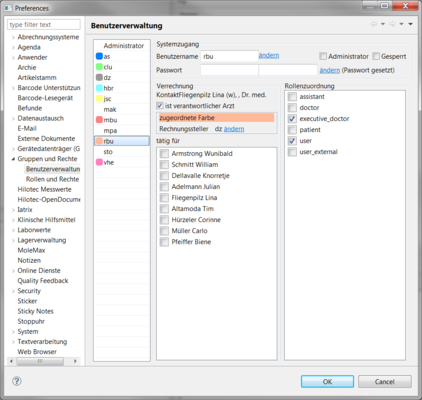 Preferences
type filter text
Abrechnungssysteme
Agenda
Anwender
Archie
Artikelstamm
Barcode Unterstützun
Barcode-Lesegerät
Befunde
Datenaustausch
E-Mail
Externe Dokumente
Gerätedatenträger (G
Gruppen und Rechte
Benutzerverwaltun
Rollen und Rechte
Hilotec Messwerte
Hilotec-OpenDocume
Iatrix
Klinische Hilfsmittel
Laborwerte
Lagerverwaltung
MoleMax
Notizen
Online Dienste
Quality Feedback
Security
Sticker
Sticky Notes
Stoppuhr
System
Textverarbeitung
Web Browser
Benutzerverwaltung
Administrator
as
clu
dz
hbr
jsc
mak
mbu
mpa
rbu
sto
vhe
Systemzugang
Benutzername rbu ändern Administrator Gesperrt
Passwort ändern (Passwort gesetzt)
Verrechnung
KontaktFliegenpilz Lina (w), , Dr. med.
ist verantwortlicher Arzt
zugeordnete Farbe
Rechnungssteller dz ändern
tätig für
Armstrong Wunibald
Schmitt William
Dellavalle Knorretje
Adelmann Julian
Fliegenpilz Lina
Altamoda Tim
Hürzeler Corinne
Müller Carlo
Pfeiffer Biene
Rollenzuordnung
assistant
doctor
executive_doctor
patient
user
user_external
OK
Cancel